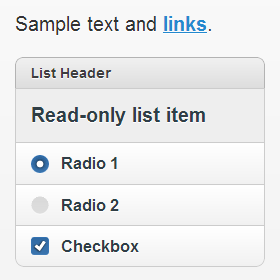 Sample text and links.
List Header
Read-only list item
Radio 1
Radio 2
Checkbox